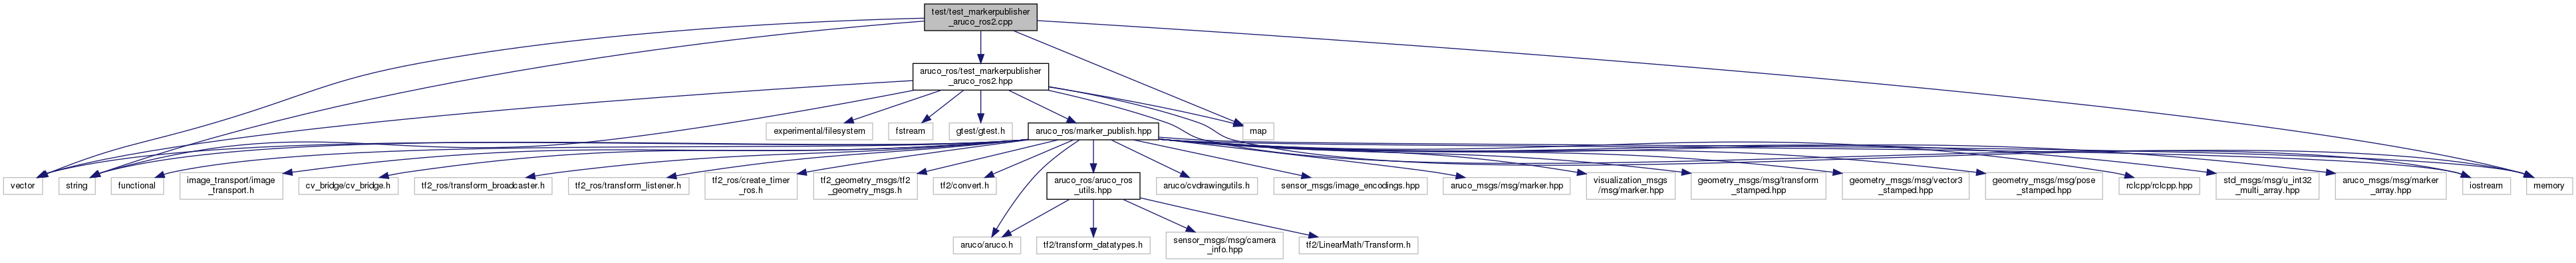 test/test_markerpublisher
_aruco_ros2.cpp
aruco_ros/test_markerpublisher
_aruco_ros2.hpp
experimental/filesystem
fstream
gtest/gtest.h
aruco_ros/marker_publish.hpp
map
vector
string
functional
image_transport/image
_transport.h
cv_bridge/cv_bridge.h
tf2_ros/transform_broadcaster.h
tf2_ros/transform_listener.h
tf2_ros/create_timer
_ros.h
tf2_geometry_msgs/tf2
_geometry_msgs.h
tf2/convert.h
aruco_ros/aruco_ros
_utils.hpp
aruco/cvdrawingutils.h
sensor_msgs/image_encodings.hpp
aruco_msgs/msg/marker.hpp
visualization_msgs
/msg/marker.hpp
geometry_msgs/msg/transform
_stamped.hpp
geometry_msgs/msg/vector3
_stamped.hpp
geometry_msgs/msg/pose
_stamped.hpp
rclcpp/rclcpp.hpp
std_msgs/msg/u_int32
_multi_array.hpp
aruco_msgs/msg/marker
_array.hpp
iostream
memory
aruco/aruco.h
tf2/transform_datatypes.h
sensor_msgs/msg/camera
_info.hpp
tf2/LinearMath/Transform.h